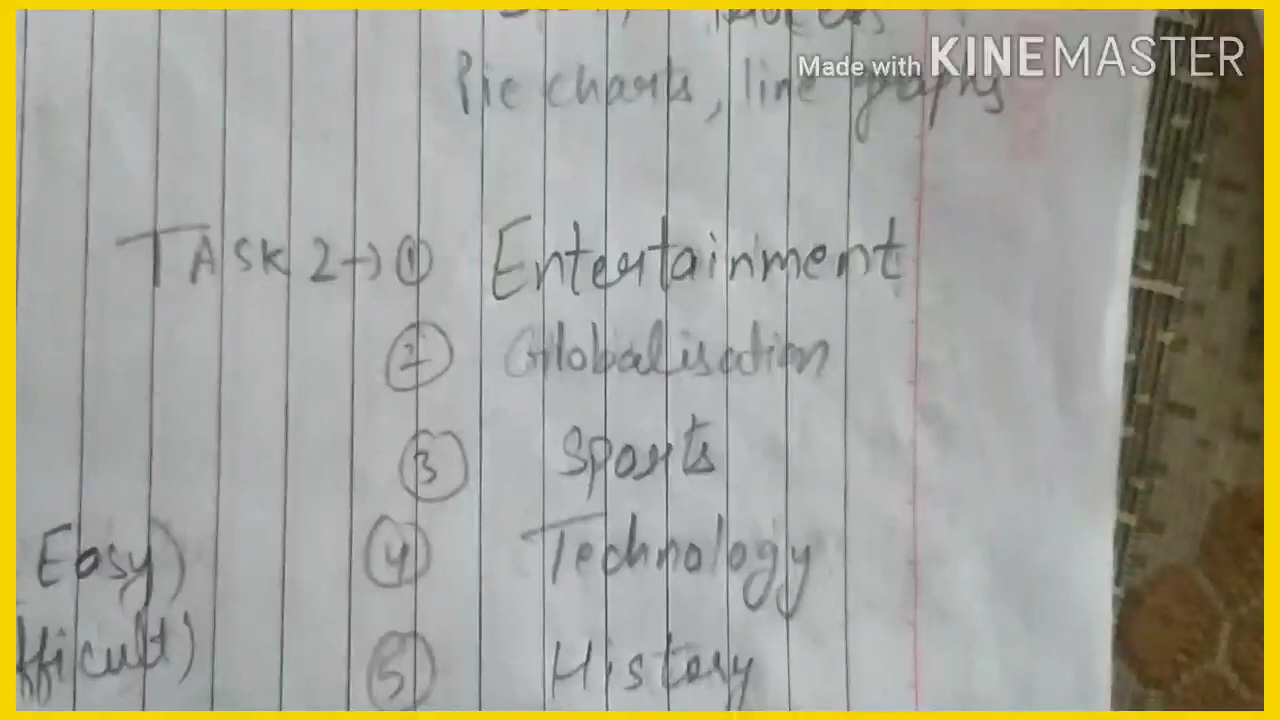 Made with KINEMASTER
Pie charts, line graphs
TASK 2 → ① Entertainment
② Globalisation
③ Sports
Easy) ④ Technology
fficult) ⑤ History